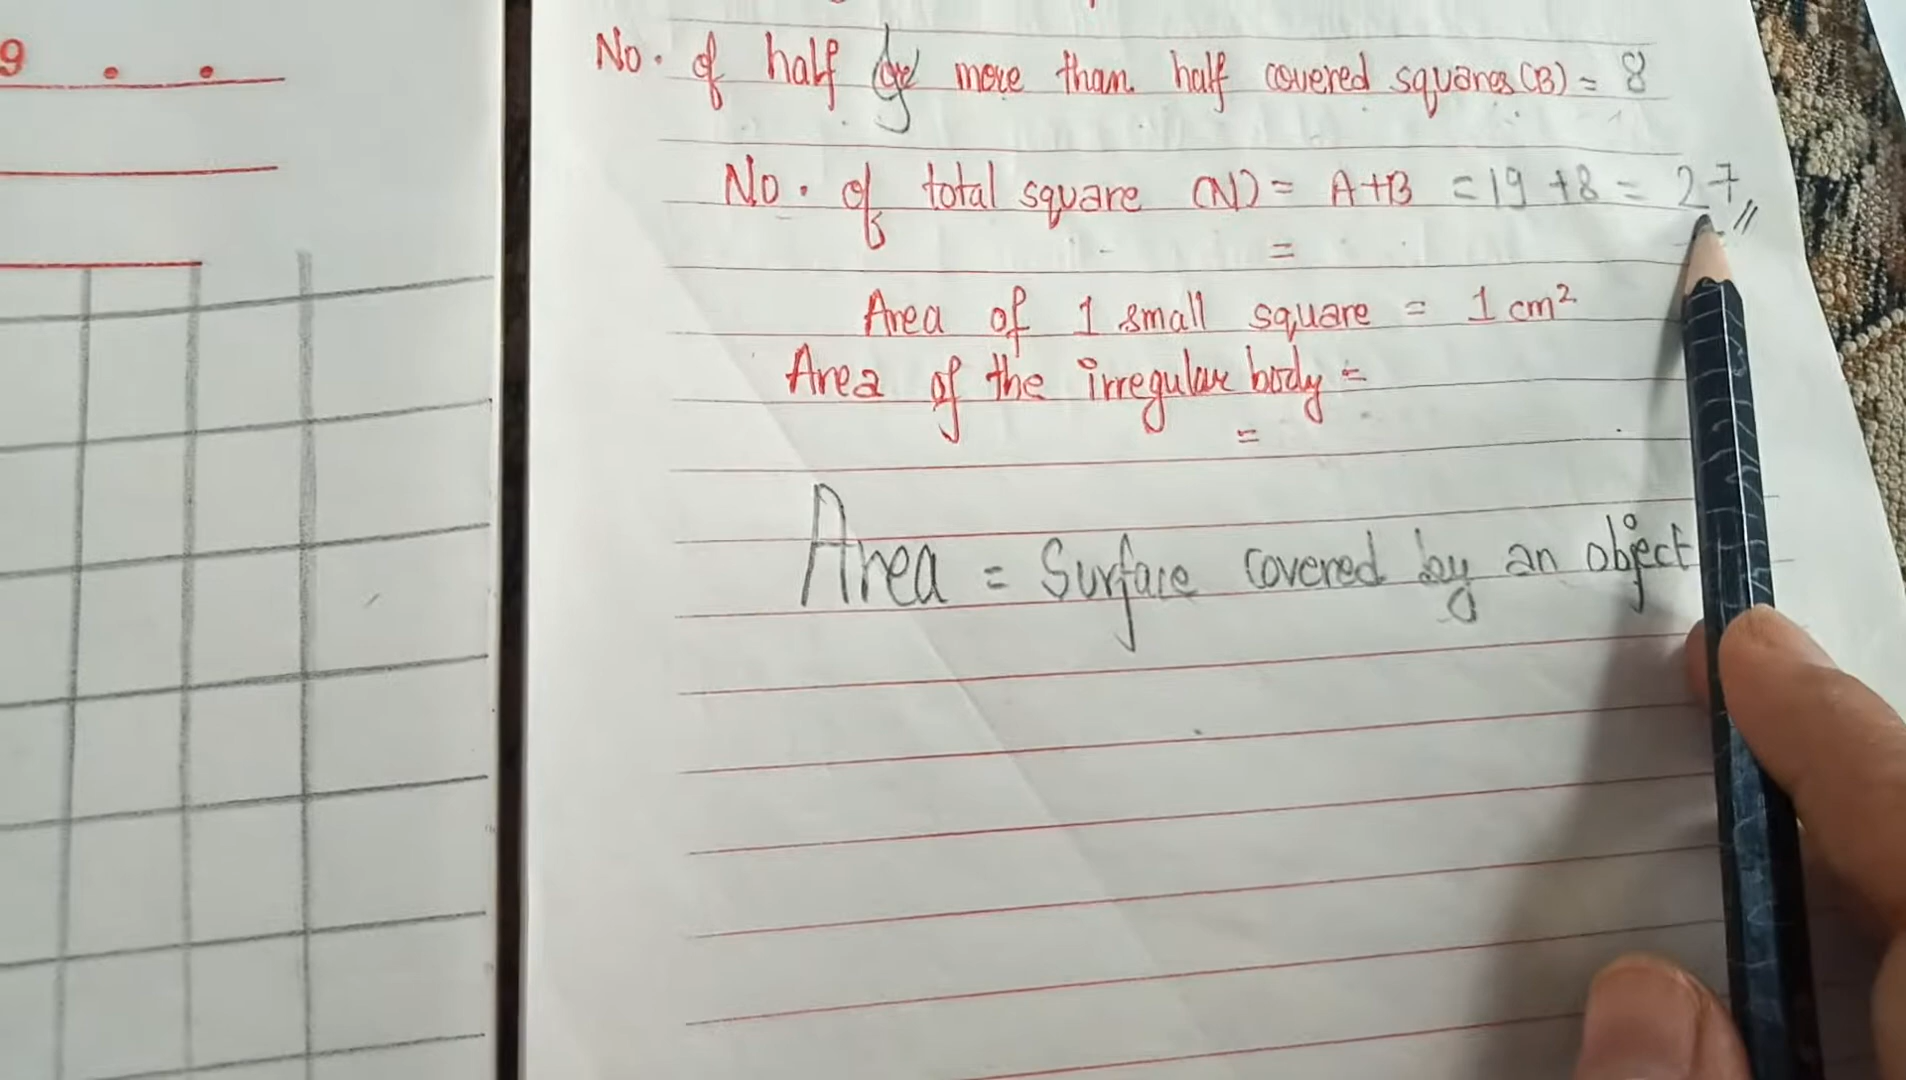 9
No. of half or more than half covered squares (B) = 8
No. of total square (N) = A+B = 19 + 8 = 27
=
Area of 1 small square = 1 cm²
Area of the irregular body =
=
Area = Surface covered by an object